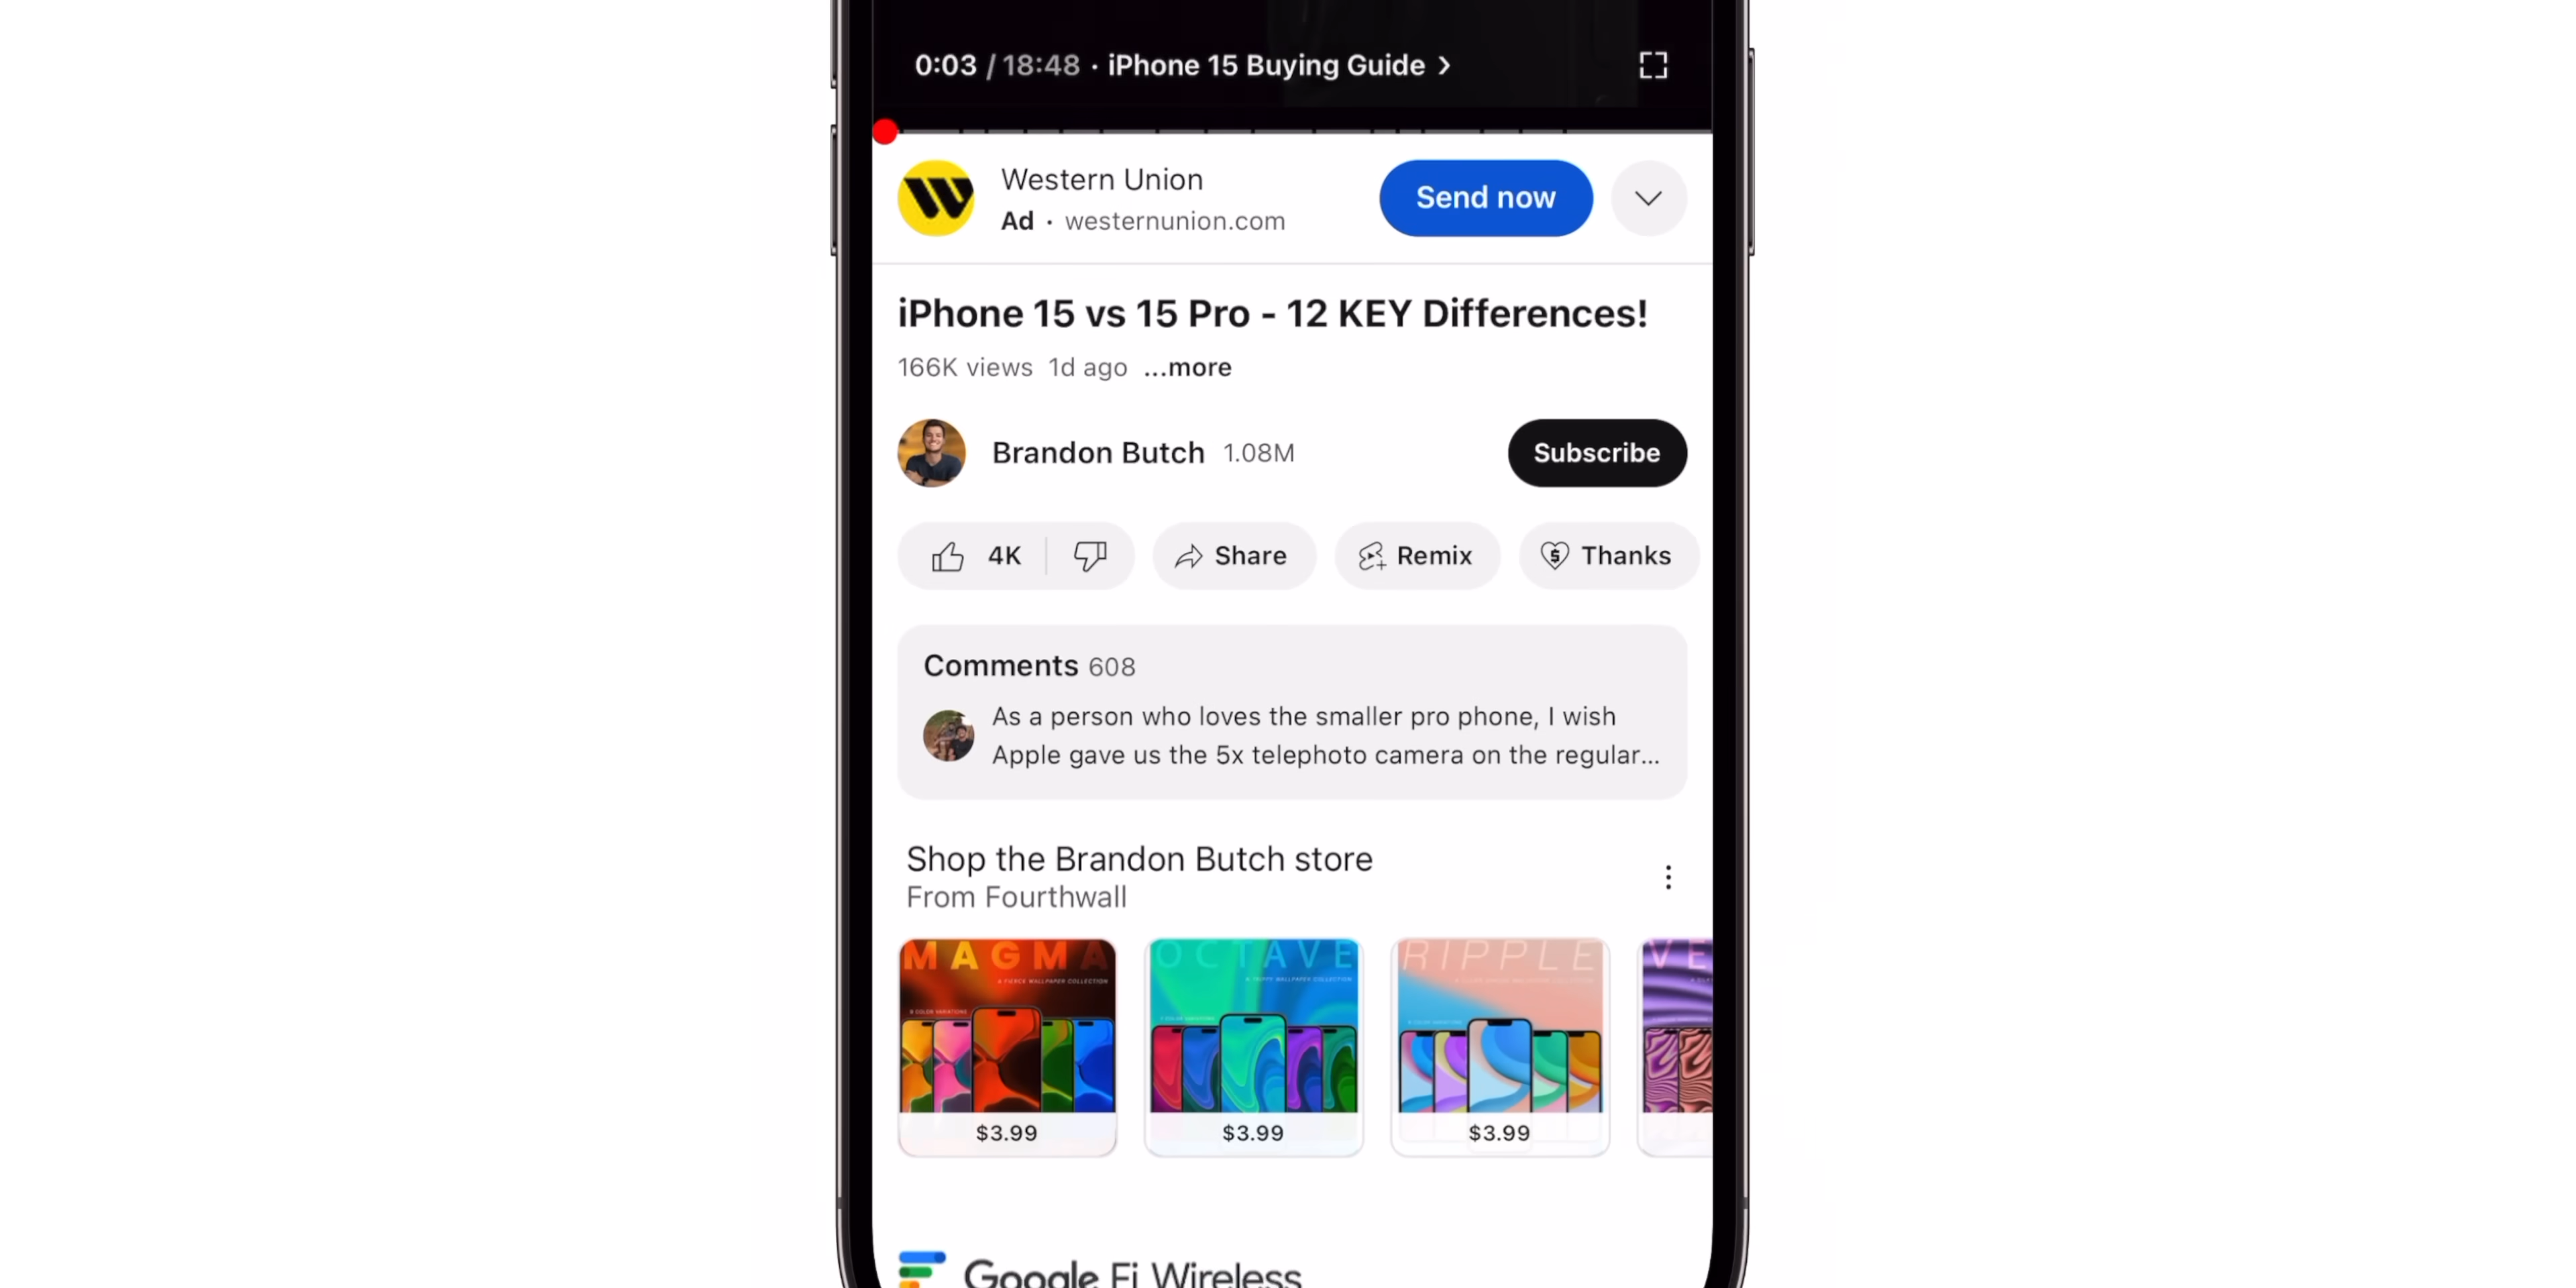 0:03 / 18:48 · iPhone 15 Buying Guide >
Western Union
Ad · westernunion.com
Send now
iPhone 15 vs 15 Pro - 12 KEY Differences!
166K views 1d ago ...more
Brandon Butch 1.08M
Subscribe
4K
Share
Remix
Thanks
Comments 608
As a person who loves the smaller pro phone, I wish
Apple gave us the 5x telephoto camera on the regular...
Shop the Brandon Butch store
From Fourthwall
MAGMA
A FIERCE WALLPAPER COLLECTION
$3.99
OCTAVE
$3.99
RIPPLE
$3.99
VE
Google Fi Wireless